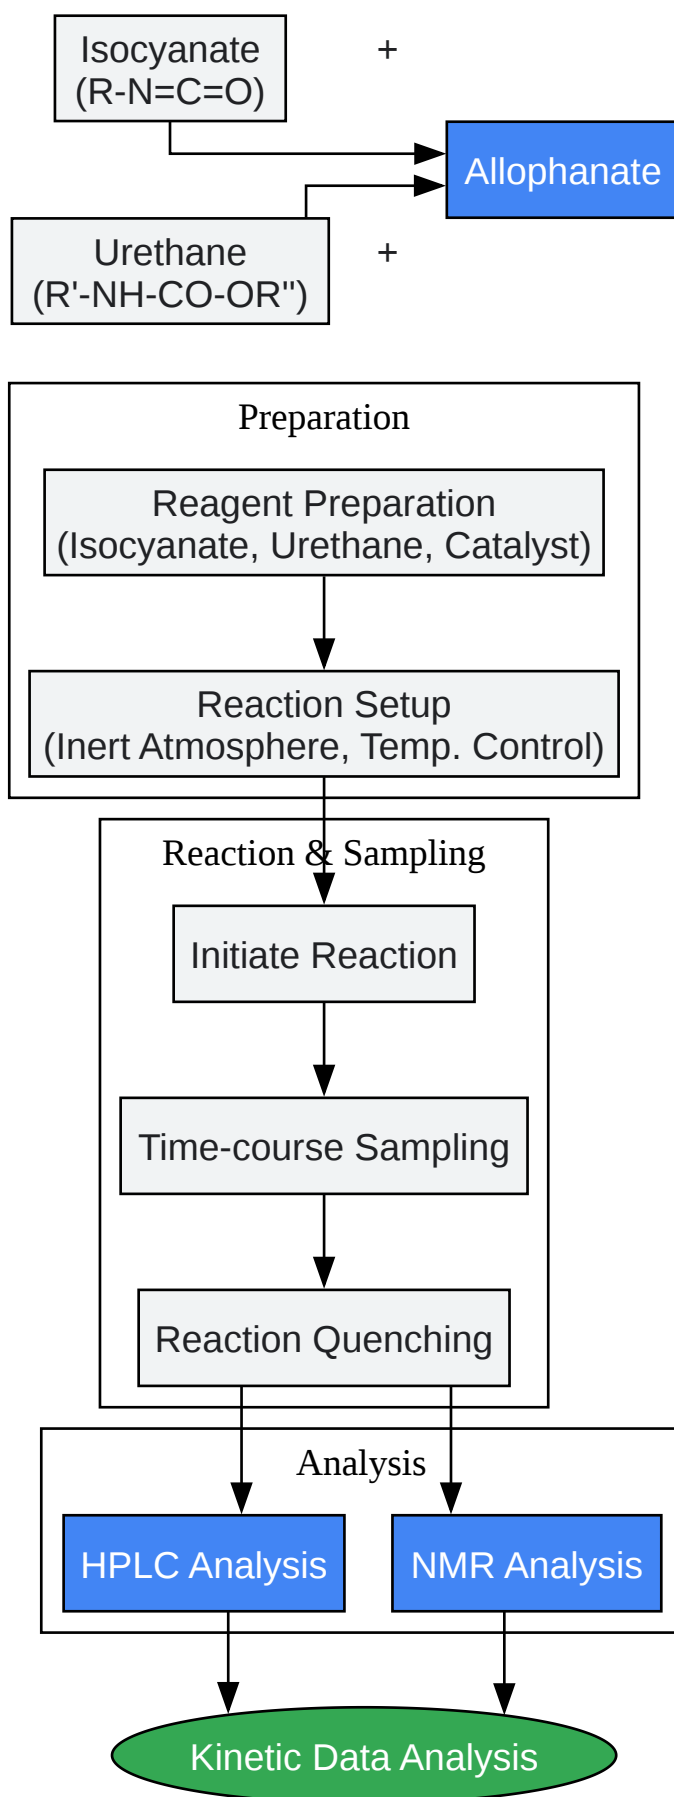 Isocyanate
(R-N=C=O)
+
Allophanate
Urethane
(R'-NH-CO-OR'')
+
Preparation
Reagent Preparation
(Isocyanate, Urethane, Catalyst)
Reaction Setup
(Inert Atmosphere, Temp. Control)
Reaction & Sampling
Initiate Reaction
Time-course Sampling
Reaction Quenching
Analysis
HPLC Analysis
NMR Analysis
Kinetic Data Analysis